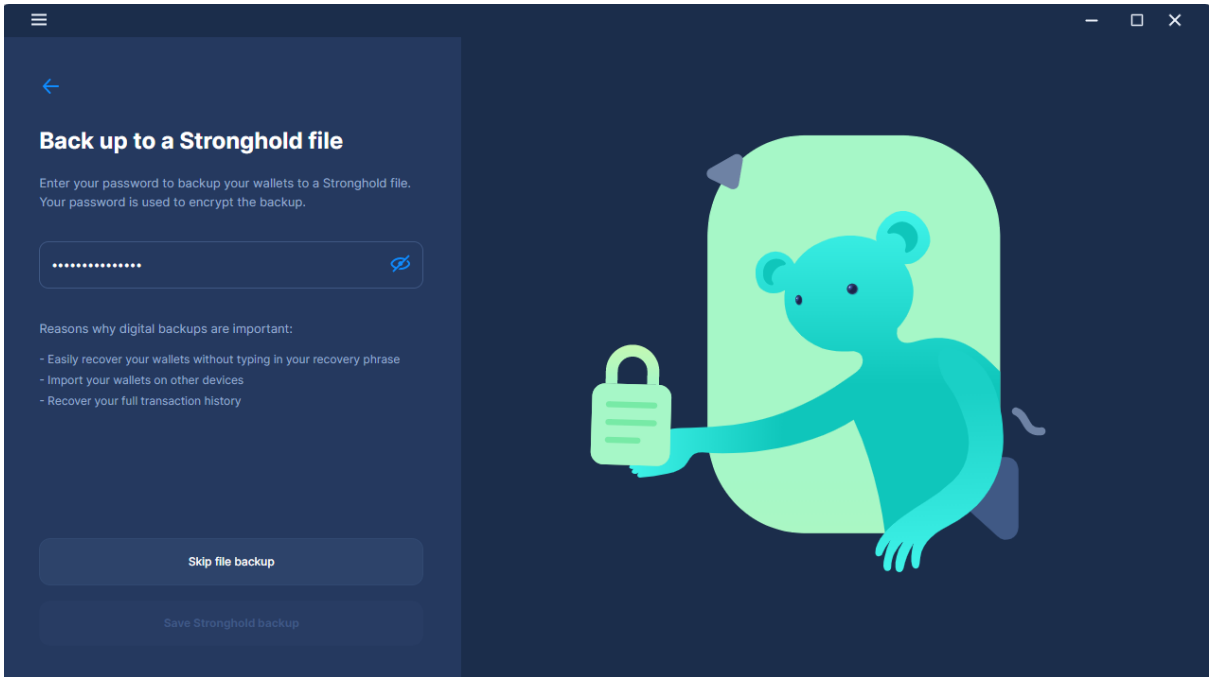 Back up to a Stronghold file
Enter your password to backup your wallets to a Stronghold file.
Your password is used to encrypt the backup.
•••••••••••••••
Reasons why digital backups are important:
- Easily recover your wallets without typing in your recovery phrase
- Import your wallets on other devices
- Recover your full transaction history
Skip file backup
Save Stronghold backup